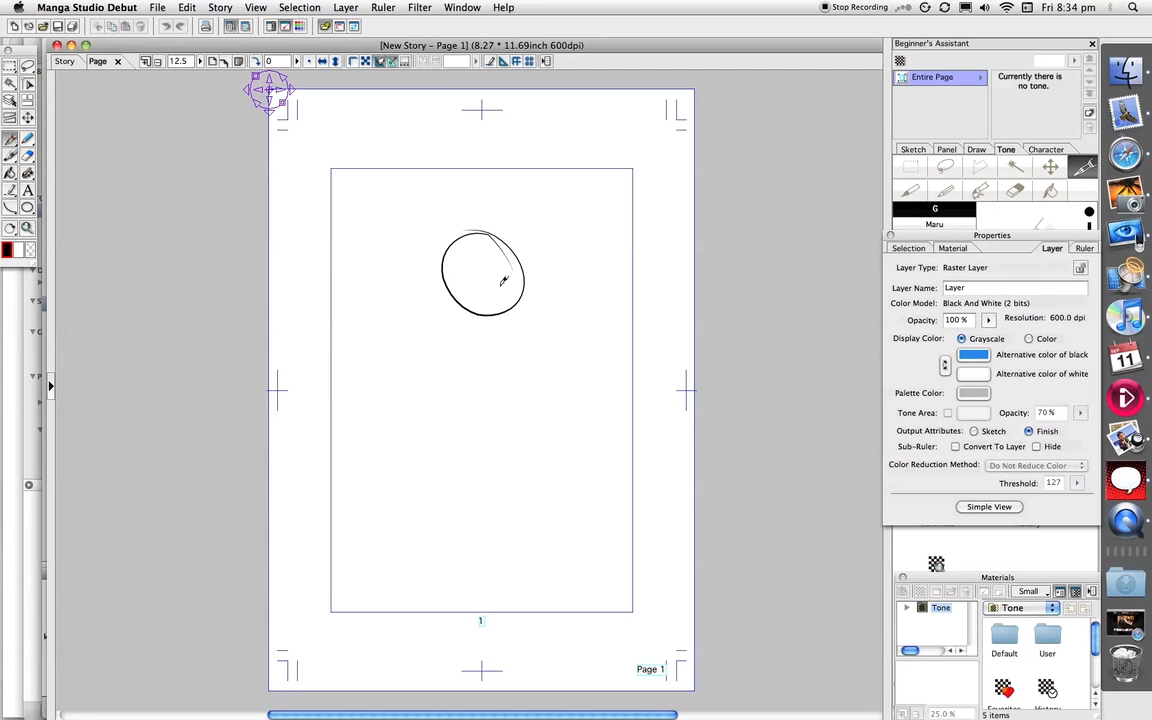 Manga Studio Debut File Edit Story View Selection Layer Ruler Filter Window Help
Stop Recording Fri 8:34 pm
[New Story - Page 1] (8.27 * 11.69inch 600dpi)
Story Page 12.5 0
Beginner's Assistant
Entire Page
Currently there is
no tone.
Sketch Panel Draw Tone Character
G
Maru
Properties
Selection Material Layer Ruler
Layer Type: Raster Layer
Layer Name: Layer
Color Model: Black And White (2 bits)
Opacity: 100 % Resolution: 600.0 dpi
Display Color: Grayscale Color
Alternative color of black
Alternative color of white
Palette Color:
Tone Area: Opacity: 70 %
Output Attributes: Sketch Finish
Sub-Ruler: Convert To Layer Hide
Color Reduction Method: Do Not Reduce Color
Threshold: 127
Simple View
Materials
Small
Tone Tone
Default User
Favorites History
25.0 % 5 items
1
Page 1
A
SEP
11